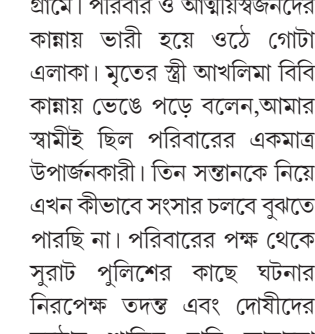 গ্রামে। পরিবার ও আত্মীয়স্বজনদের
কান্নায় ভারী হয়ে ওঠে গোটা
এলাকা। মৃতের স্ত্রী আখলিমা বিবি
কান্নায় ভেঙে পড়ে বলেন,আমার
স্বামীই ছিল পরিবারের একমাত্র
উপার্জনকারী। তিন সন্তানকে নিয়ে
এখন কীভাবে সংসার চলবে বুঝতে
পারছি না। পরিবারের পক্ষ থেকে
সুরাট পুলিশের কাছে ঘটনার
নিরপেক্ষ তদন্ত এবং দোষীদের